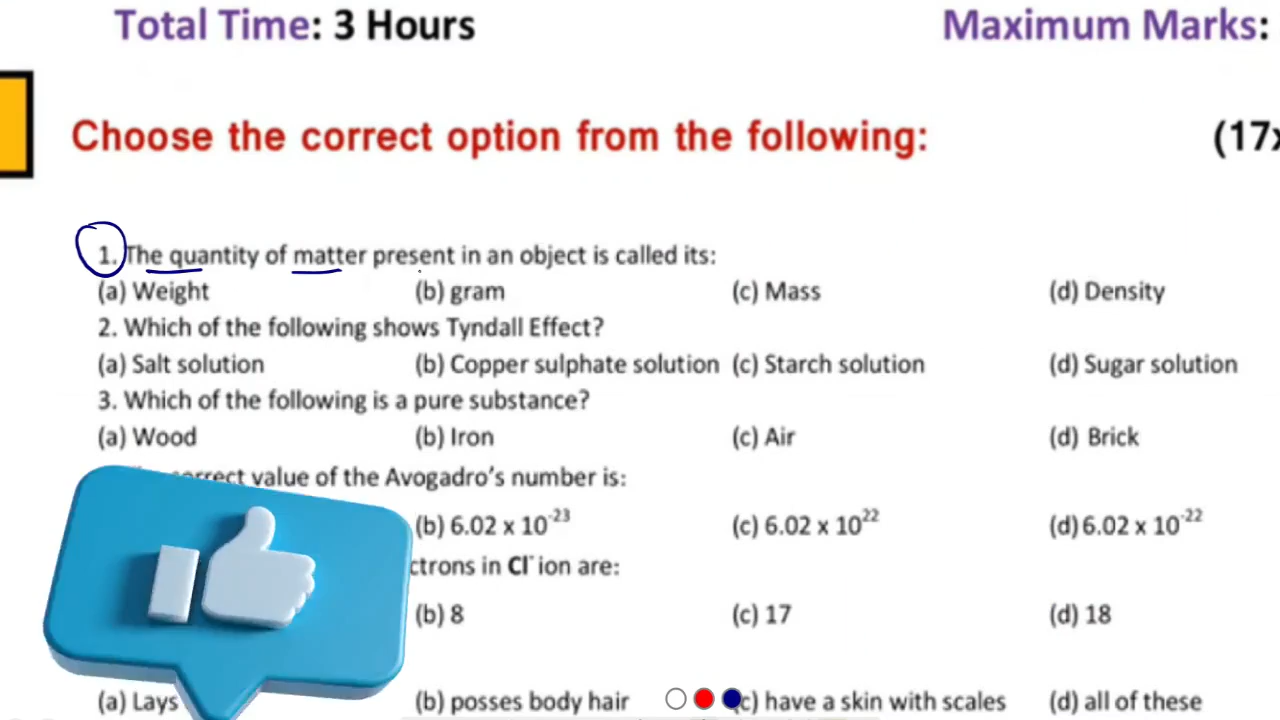 Total Time: 3 Hours Maximum Marks:
Choose the correct option from the following: (17x
1. The quantity of matter present in an object is called its:
(a) Weight (b) gram (c) Mass (d) Density
2. Which of the following shows Tyndall Effect?
(a) Salt solution (b) Copper sulphate solution (c) Starch solution (d) Sugar solution
3. Which of the following is a pure substance?
(a) Wood (b) Iron (c) Air (d) Brick
correct value of the Avogadro's number is:
(b) 6.02 x 10⁻²³ (c) 6.02 x 10²² (d) 6.02 x 10⁻²²
ctrons in Cl⁻ ion are:
(b) 8 (c) 17 (d) 18
(a) Lays (b) posses body hair (c) have a skin with scales (d) all of these